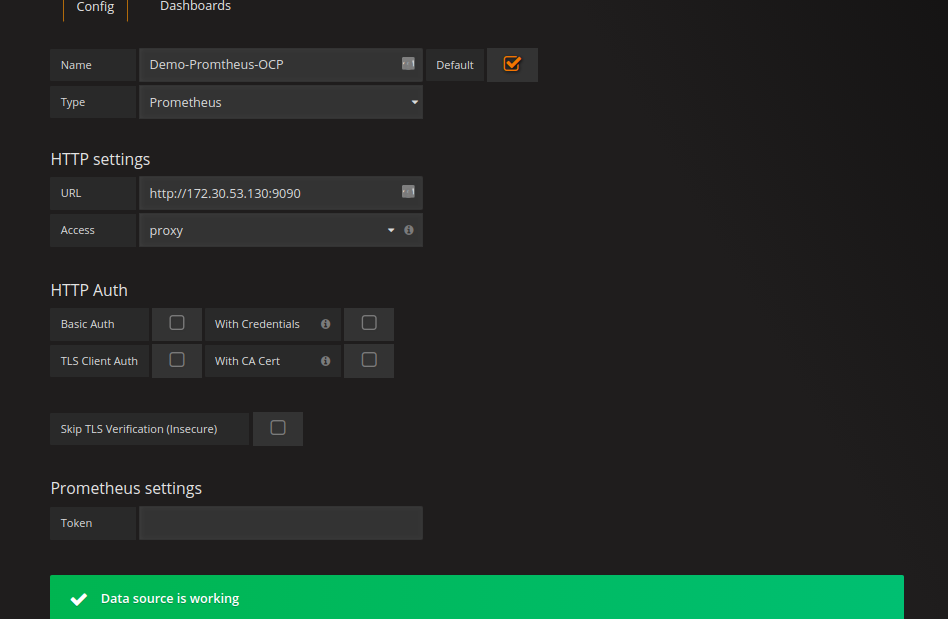 Config Dashboards
Name Demo-Promtheus-OCP Default
Type Prometheus
HTTP settings
URL http://172.30.53.130:9090
Access proxy
HTTP Auth
Basic Auth With Credentials
TLS Client Auth With CA Cert
Skip TLS Verification (Insecure)
Prometheus settings
Token
Data source is working